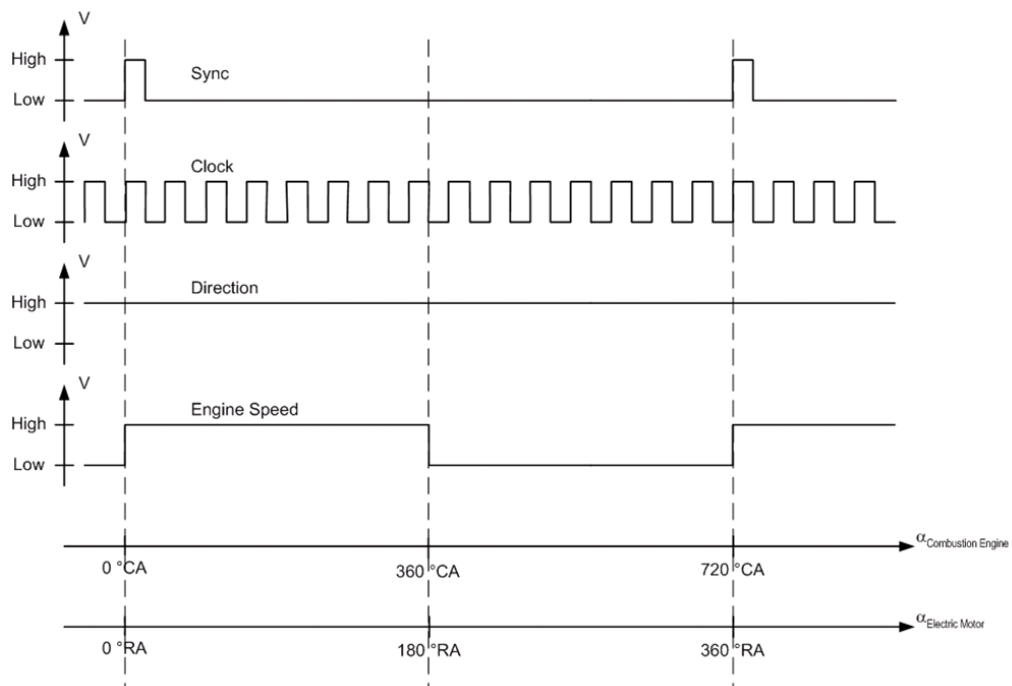 V
High
Low
Sync
V
High
Low
Clock
V
High
Low
Direction
V
High
Low
Engine Speed
αCombustion Engine
0 °CA
360 °CA
720 °CA
αElectric Motor
0 °RA
180 °RA
360 °RA